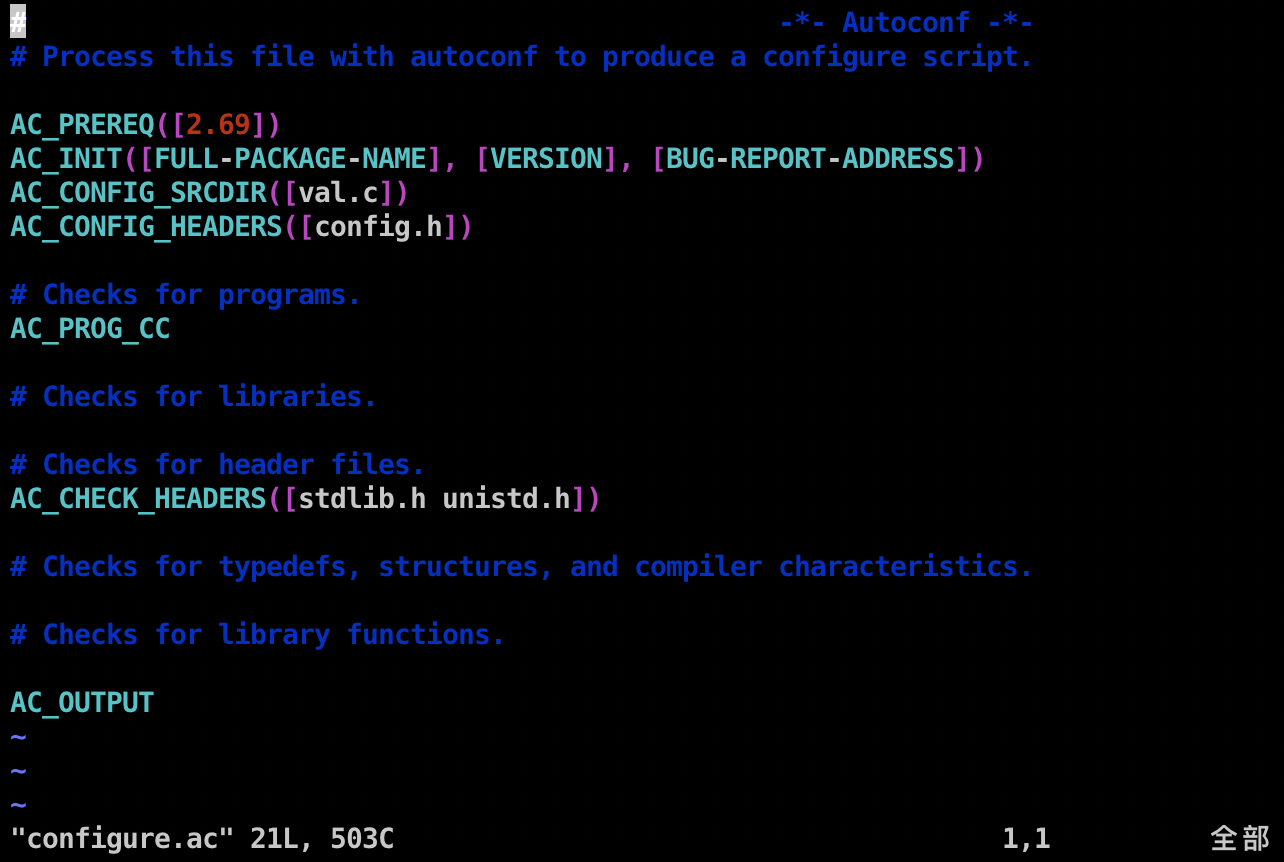 #                                               -*- Autoconf -*-
# Process this file with autoconf to produce a configure script.
AC_PREREQ([2.69])
AC_INIT([FULL-PACKAGE-NAME], [VERSION], [BUG-REPORT-ADDRESS])
AC_CONFIG_SRCDIR([val.c])
AC_CONFIG_HEADERS([config.h])
# Checks for programs.
AC_PROG_CC
# Checks for libraries.
# Checks for header files.
AC_CHECK_HEADERS([stdlib.h unistd.h])
# Checks for typedefs, structures, and compiler characteristics.
# Checks for library functions.
AC_OUTPUT
~
~
~
"configure.ac" 21L, 503C                                      1,1          全部